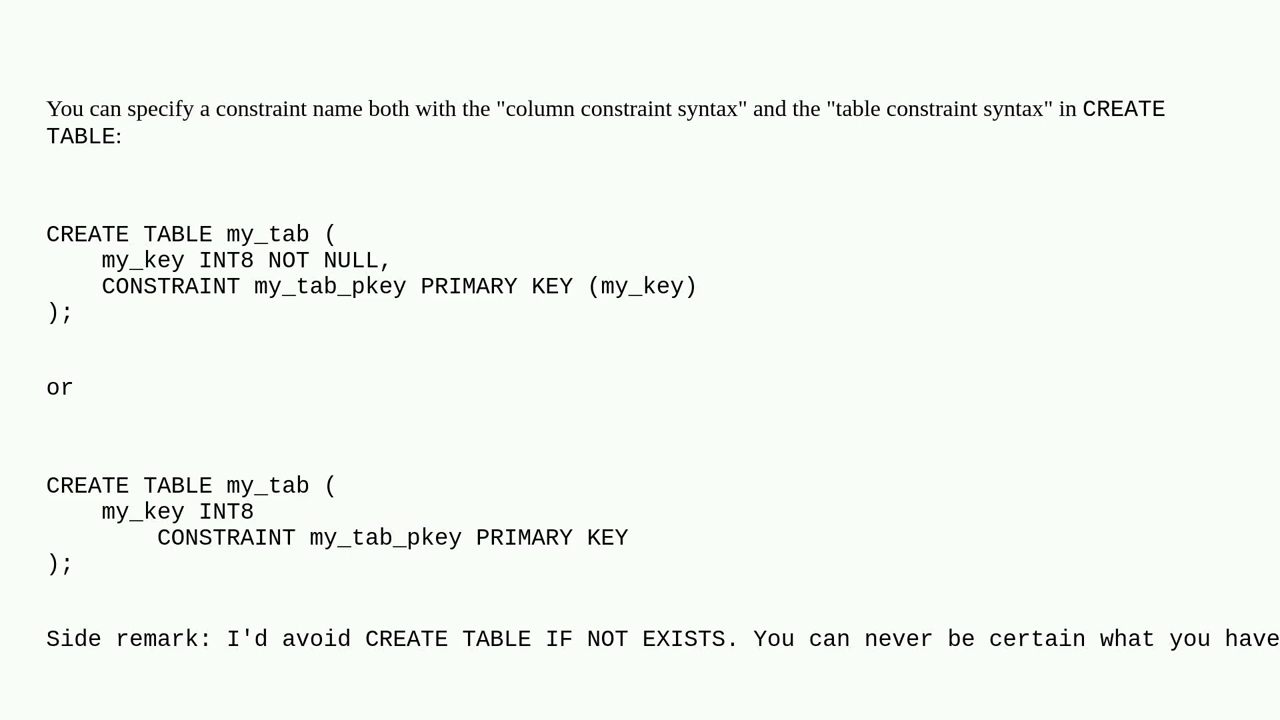 You can specify a constraint name both with the "column constraint syntax" and the "table constraint syntax" in CREATE
TABLE:
CREATE TABLE my_tab (
    my_key INT8 NOT NULL,
    CONSTRAINT my_tab_pkey PRIMARY KEY (my_key)
);
or
CREATE TABLE my_tab (
    my_key INT8
        CONSTRAINT my_tab_pkey PRIMARY KEY
);
Side remark: I'd avoid CREATE TABLE IF NOT EXISTS. You can never be certain what you have